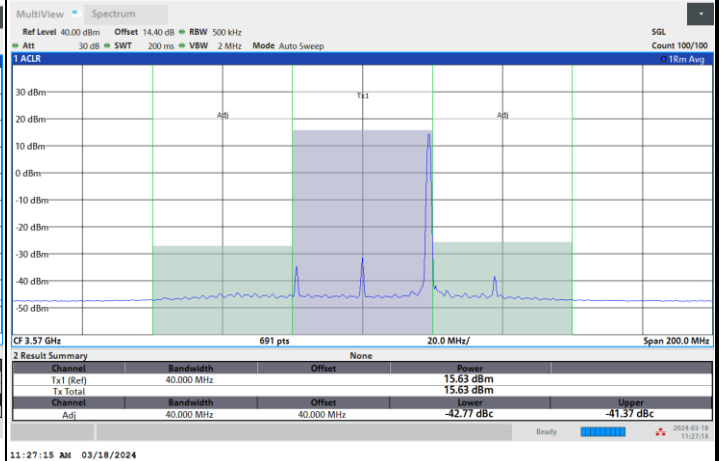 MultiView Spectrum
Ref Level 40.00 dBm Offset 14.40 dB RBW 500 kHz SGL
Att 30 dB SWT 200 ms VBW 2 MHz Mode Auto Sweep Count 100/100
1 ACLR 1Rm Avg
30 dBm
Tx1
20 dBm Adj Adj
10 dBm
0 dBm
-10 dBm
-20 dBm
-30 dBm
-40 dBm
-50 dBm
CF 3.57 GHz 691 pts 20.0 MHz/ Span 200.0 MHz
2 Result Summary None
Channel Bandwidth Offset Power
Tx1 (Ref) 40.000 MHz 15.63 dBm
Tx Total 15.63 dBm
Channel Bandwidth Offset Lower Upper
Adj 40.000 MHz 40.000 MHz -42.77 dBc -41.37 dBc
Ready 2024-03-18
11:27:14
11:27:15 AM 03/18/2024